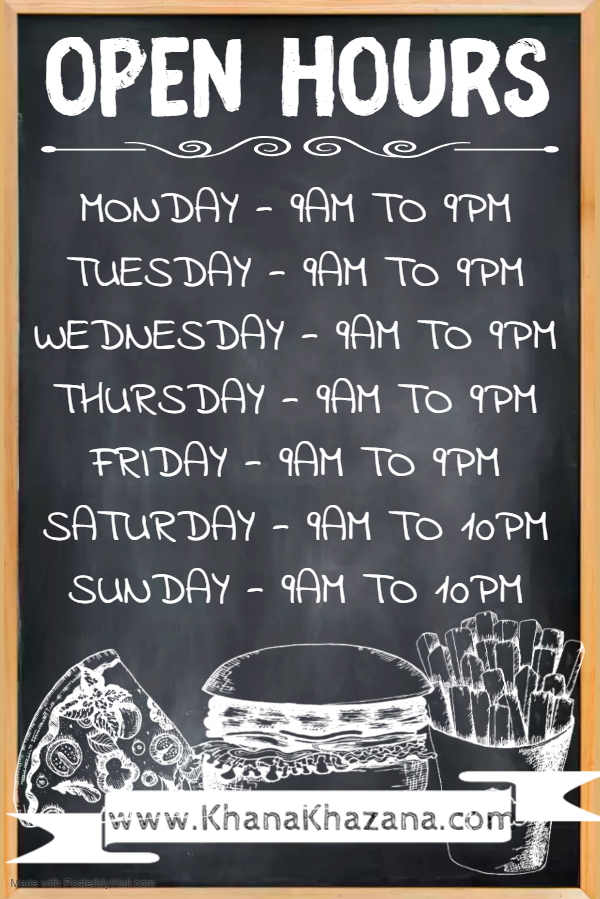 OPEN HOURS
MONDAY - 9AM TO 9PM
TUESDAY - 9AM TO 9PM
WEDNESDAY - 9AM TO 9PM
THURSDAY - 9AM TO 9PM
FRIDAY - 9AM TO 9PM
SATURDAY - 9AM TO 10PM
SUNDAY - 9AM TO 10PM
www.KhanaKhazana.com
Made with PosterMyWall.com